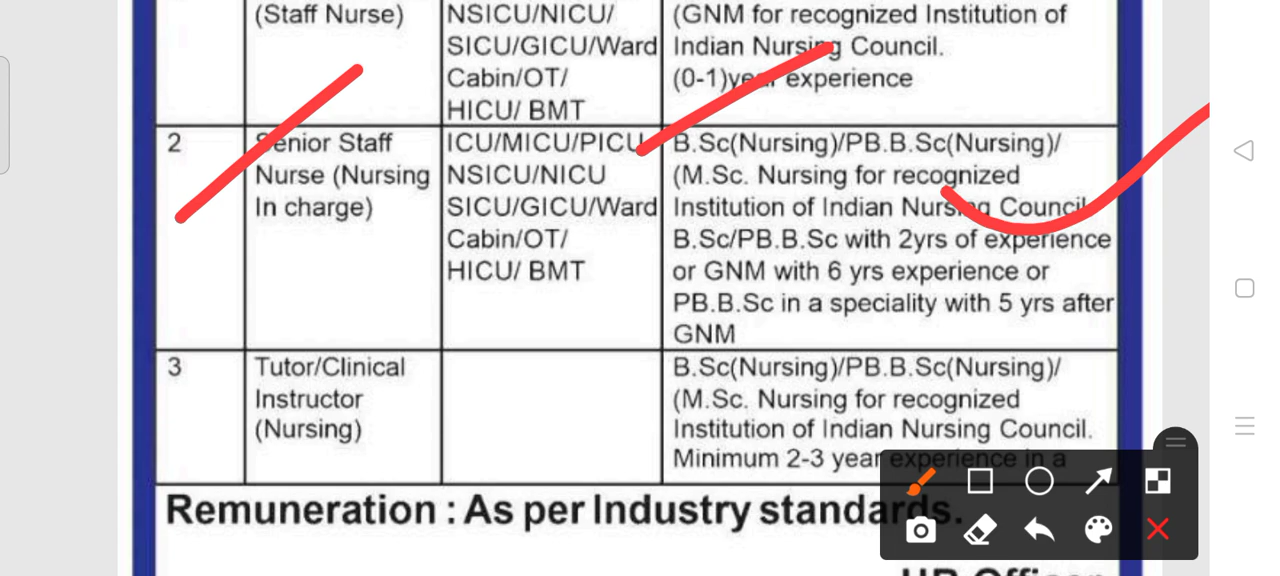 (Staff Nurse)
NSICU/NICU/
SICU/GICU/Ward
Cabin/OT/
HICU/ BMT
(GNM for recognized Institution of
Indian Nursing Council.
(0-1)year experience
2
Senior Staff
Nurse (Nursing
In charge)
ICU/MICU/PICU
NSICU/NICU
SICU/GICU/Ward
Cabin/OT/
HICU/ BMT
B.Sc(Nursing)/PB.B.Sc(Nursing)/
(M.Sc. Nursing for recognized
Institution of Indian Nursing Council
B.Sc/PB.B.Sc with 2yrs of experience
or GNM with 6 yrs experience or
PB.B.Sc in a speciality with 5 yrs after
GNM
3
Tutor/Clinical
Instructor
(Nursing)
B.Sc(Nursing)/PB.B.Sc(Nursing)/
(M.Sc. Nursing for recognized
Institution of Indian Nursing Council.
Minimum 2-3 year experience in a
Remuneration : As per Industry standards.
HR Officer